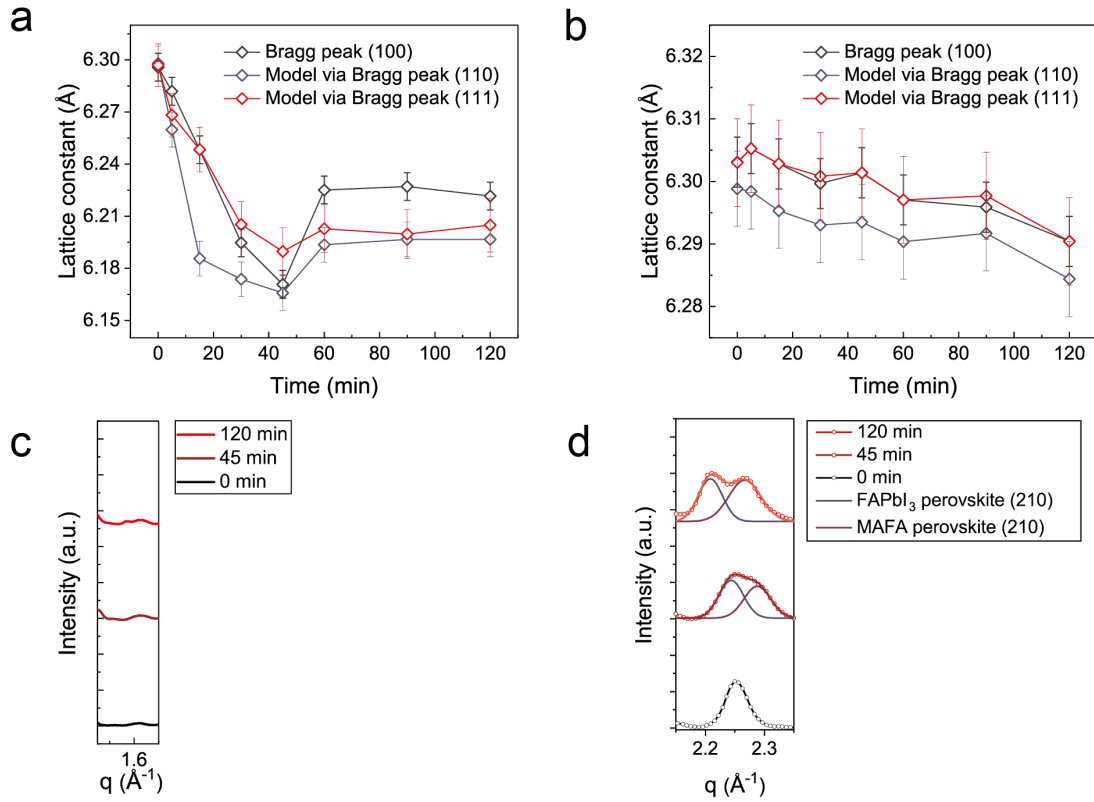 a
Bragg peak (100)
Model via Bragg peak (110)
Model via Bragg peak (111)
Lattice constant (Å)
6.30
6.27
6.24
6.21
6.18
6.15
0 20 40 60 80 100 120
Time (min)
b
Bragg peak (100)
Model via Bragg peak (110)
Model via Bragg peak (111)
Lattice constant (Å)
6.32
6.31
6.30
6.29
6.28
0 20 40 60 80 100 120
Time (min)
c
120 min
45 min
0 min
Intensity (a.u.)
1.6
q (Å⁻¹)
d
120 min
45 min
0 min
FAPbI₃ perovskite (210)
MAFA perovskite (210)
Intensity (a.u.)
2.2 2.3
q (Å⁻¹)